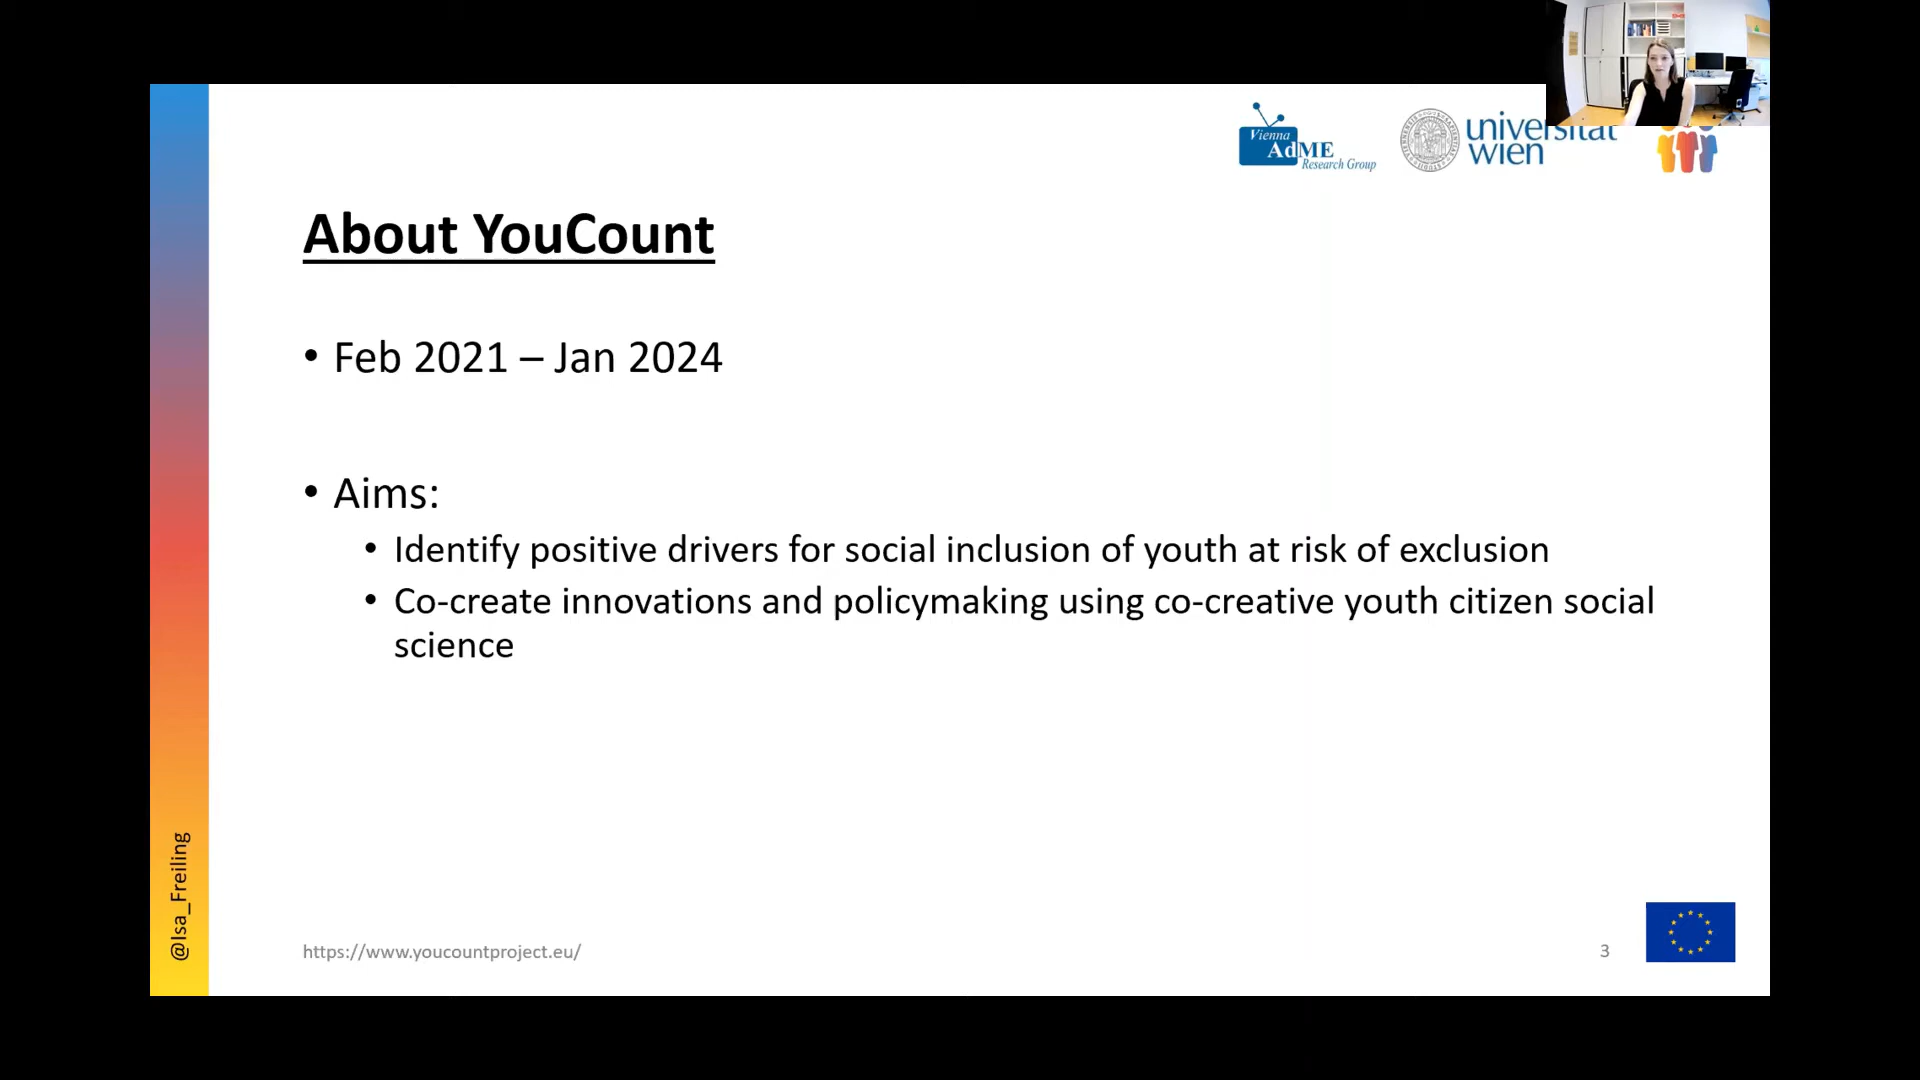 Vienna
AdME
Research Group
universität
wien
About YouCount
• Feb 2021 – Jan 2024
• Aims:
• Identify positive drivers for social inclusion of youth at risk of exclusion
• Co-create innovations and policymaking using co-creative youth citizen social
science
@Isa_Freiling
https://www.youcountproject.eu/
3